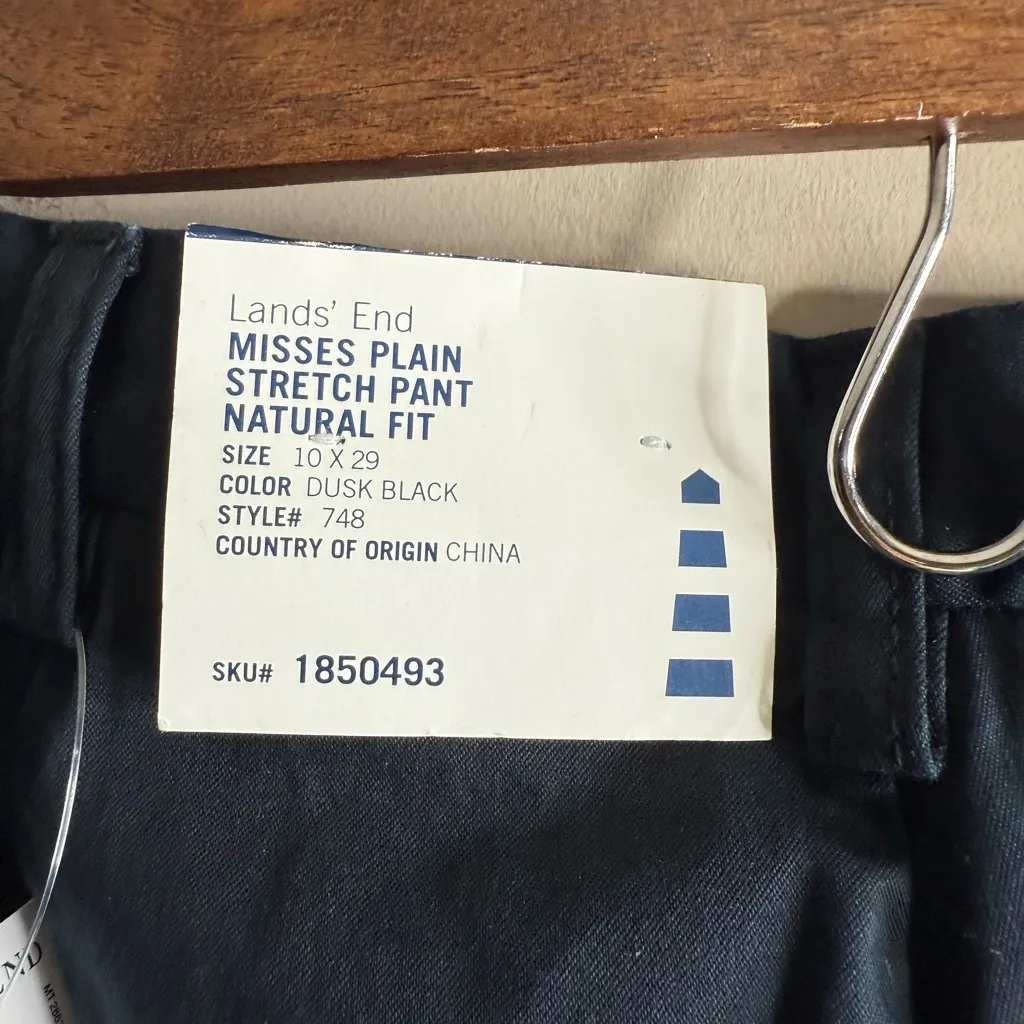 Lands' End
MISSES PLAIN
STRETCH PANT
NATURAL FIT
SIZE 10 X 29
COLOR DUSK BLACK
STYLE# 748
COUNTRY OF ORIGIN CHINA
SKU# 1850493